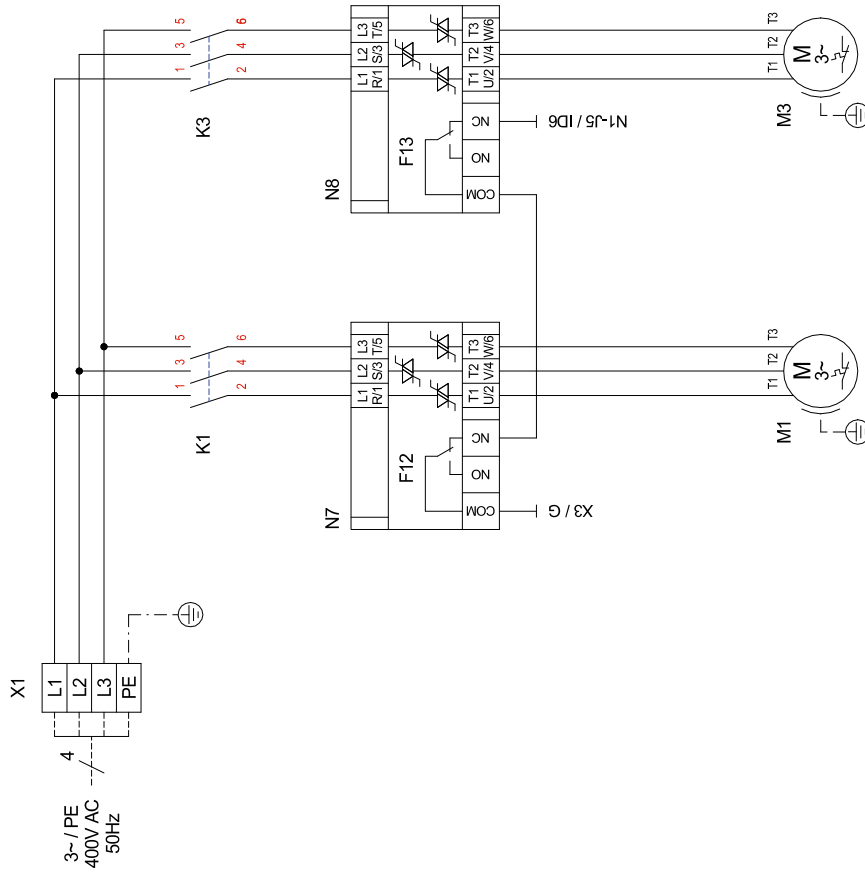 3~ / PE
400V AC
50Hz
4
X1
L1
L2
L3
PE
K1
1
3
5
2
4
6
K3
1
3
5
2
4
6
N7
L1
L2
L3
R/1
S/3
T/5
F12
COM
NO
NC
T1
T2
T3
U/2
V/4
W/6
X3 / G
N8
L1
L2
L3
R/1
S/3
T/5
F13
COM
NO
NC
T1
T2
T3
U/2
V/4
W/6
N1-J5 / ID6
M1
T1
T2
T3
M
3~
M3
T1
T2
T3
M
3~